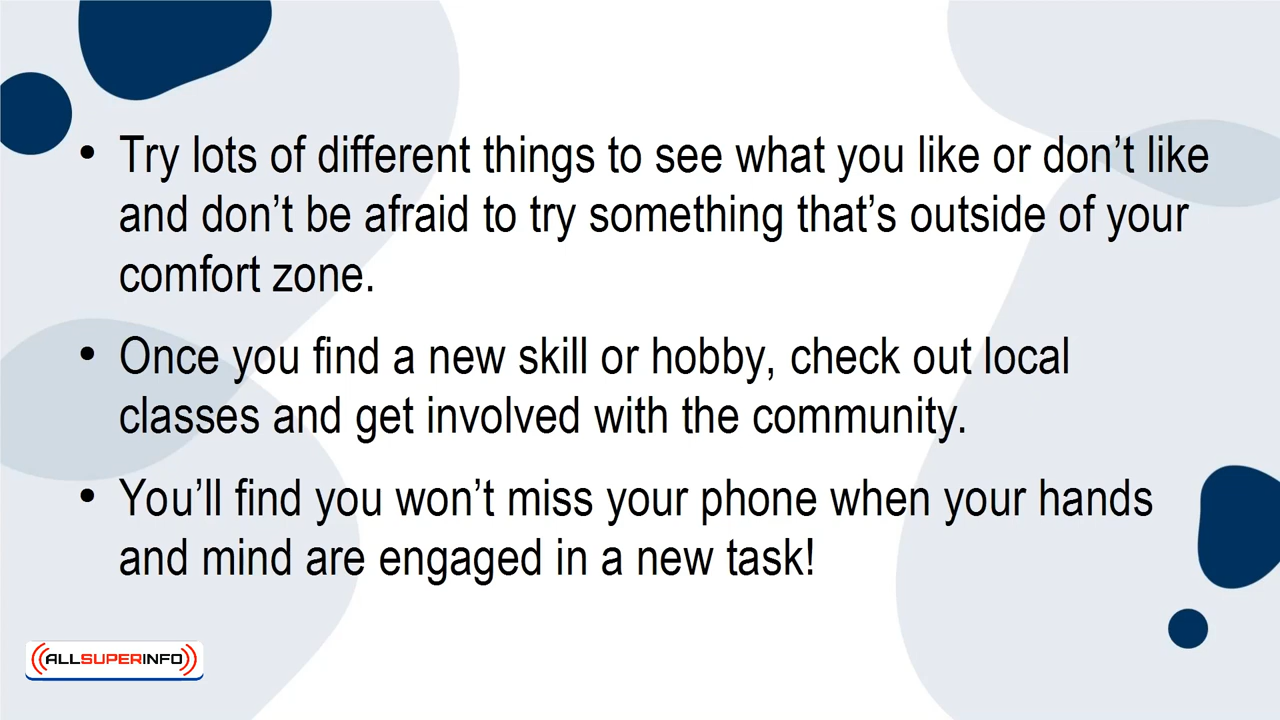 • Try lots of different things to see what you like or don’t like
and don’t be afraid to try something that’s outside of your
comfort zone.
• Once you find a new skill or hobby, check out local
classes and get involved with the community.
• You’ll find you won’t miss your phone when your hands
and mind are engaged in a new task!
ALLSUPERINFO